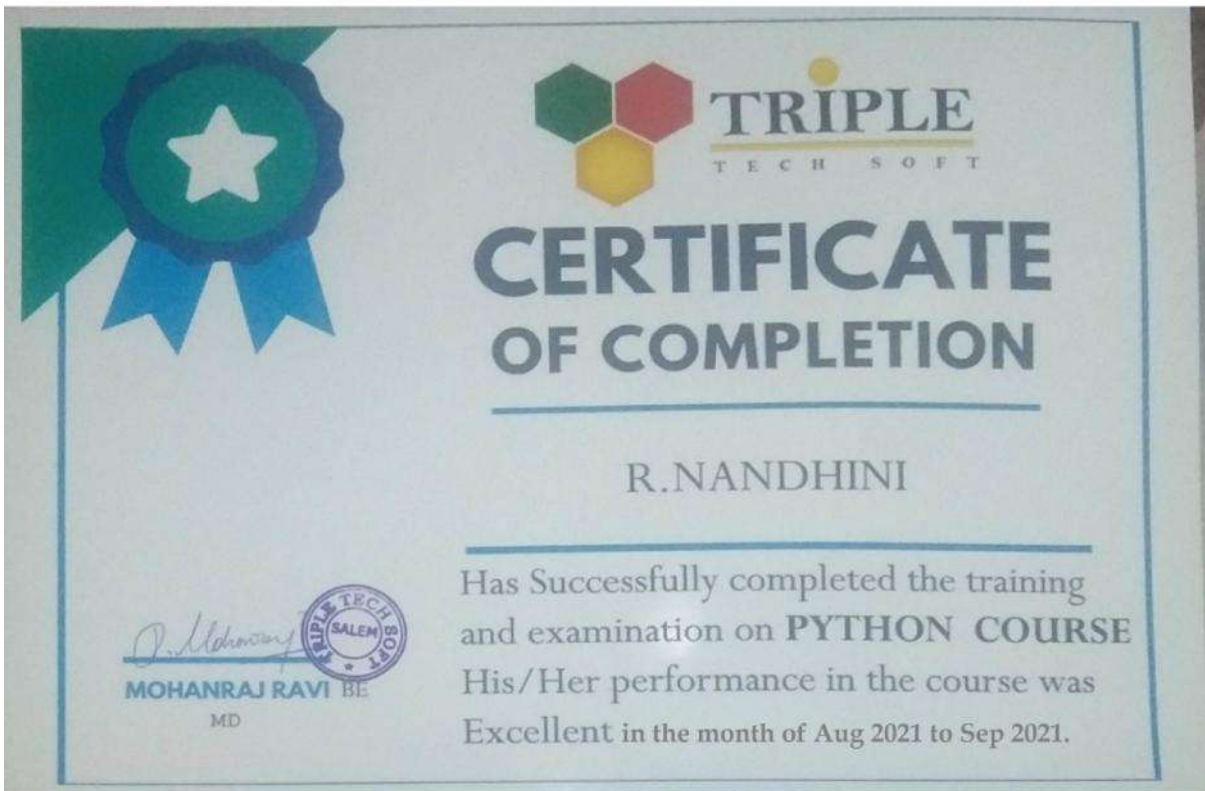 TRIPLE
TECH SOFT
CERTIFICATE
OF COMPLETION
R.NANDHINI
Has Successfully completed the training
and examination on PYTHON COURSE
His/Her performance in the course was
Excellent in the month of Aug 2021 to Sep 2021.
TRIPLE TECH SOFT
SALEM
MOHANRAJ RAVI BE
MD